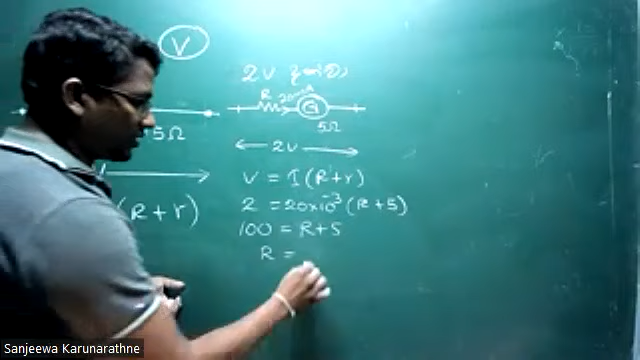 V
2V
R 20mA
G
5Ω
5Ω
2V
V = I(R+r)
(R+r)
2 = 20×10⁻³ (R+5)
100 = R+5
R =
Sanjeewa Karunarathne